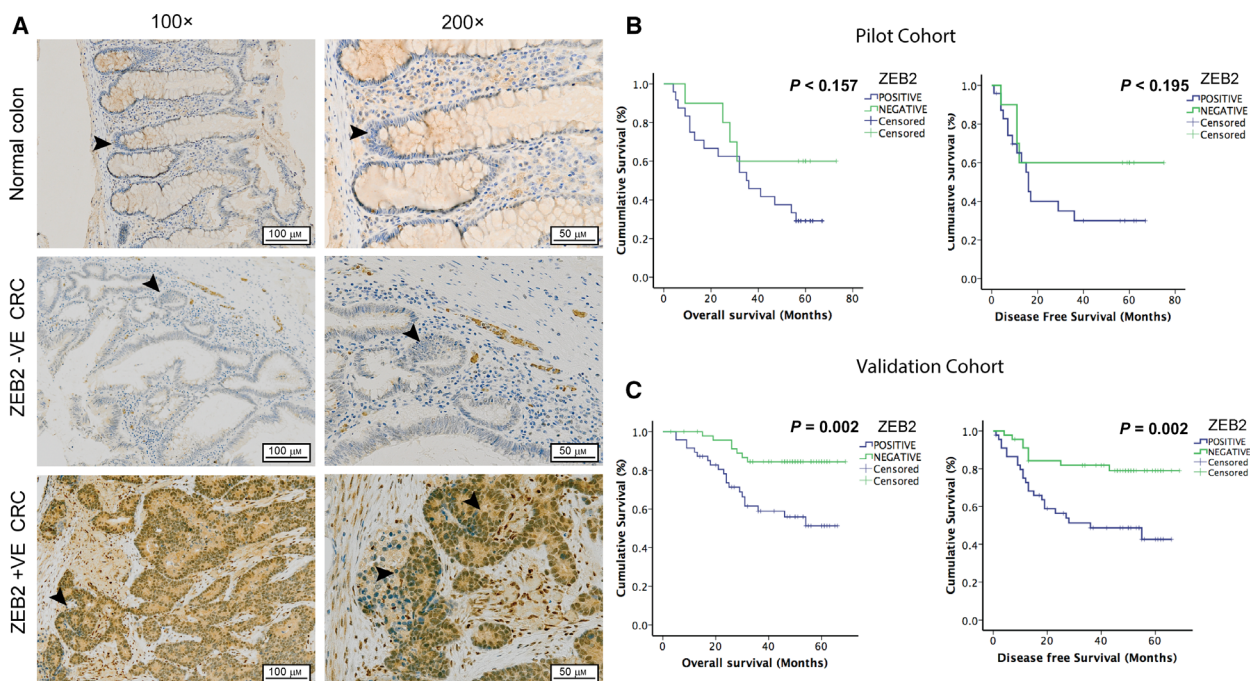 A
100×
200×
Normal colon
100 μM
50 μM
ZEB2 -VE CRC
100 μM
50 μM
ZEB2 +VE CRC
100 μM
50 μM
B
Pilot Cohort
P < 0.157
ZEB2
POSITIVE
NEGATIVE
Censored
Censored
Cumulative Survival (%)
1.0
0.8
0.6
0.4
0.2
0.0
0 20 40 60 80
Overall survival (Months)
P < 0.195
ZEB2
POSITIVE
NEGATIVE
Censored
Censored
Cumulative Survival (%)
1.0
0.8
0.6
0.4
0.2
0.0
0 20 40 60 80
Disease Free Survival (Months)
C
Validation Cohort
P = 0.002
ZEB2
POSITIVE
NEGATIVE
Censored
Censored
Cumulative Survival (%)
1.0
0.8
0.6
0.4
0.2
0.0
0 20 40 60
Overall survival (Months)
P = 0.002
ZEB2
POSITIVE
NEGATIVE
Censored
Censored
Cumulative Survival (%)
1.0
0.8
0.6
0.4
0.2
0.0
0 20 40 60
Disease free Survival (Months)